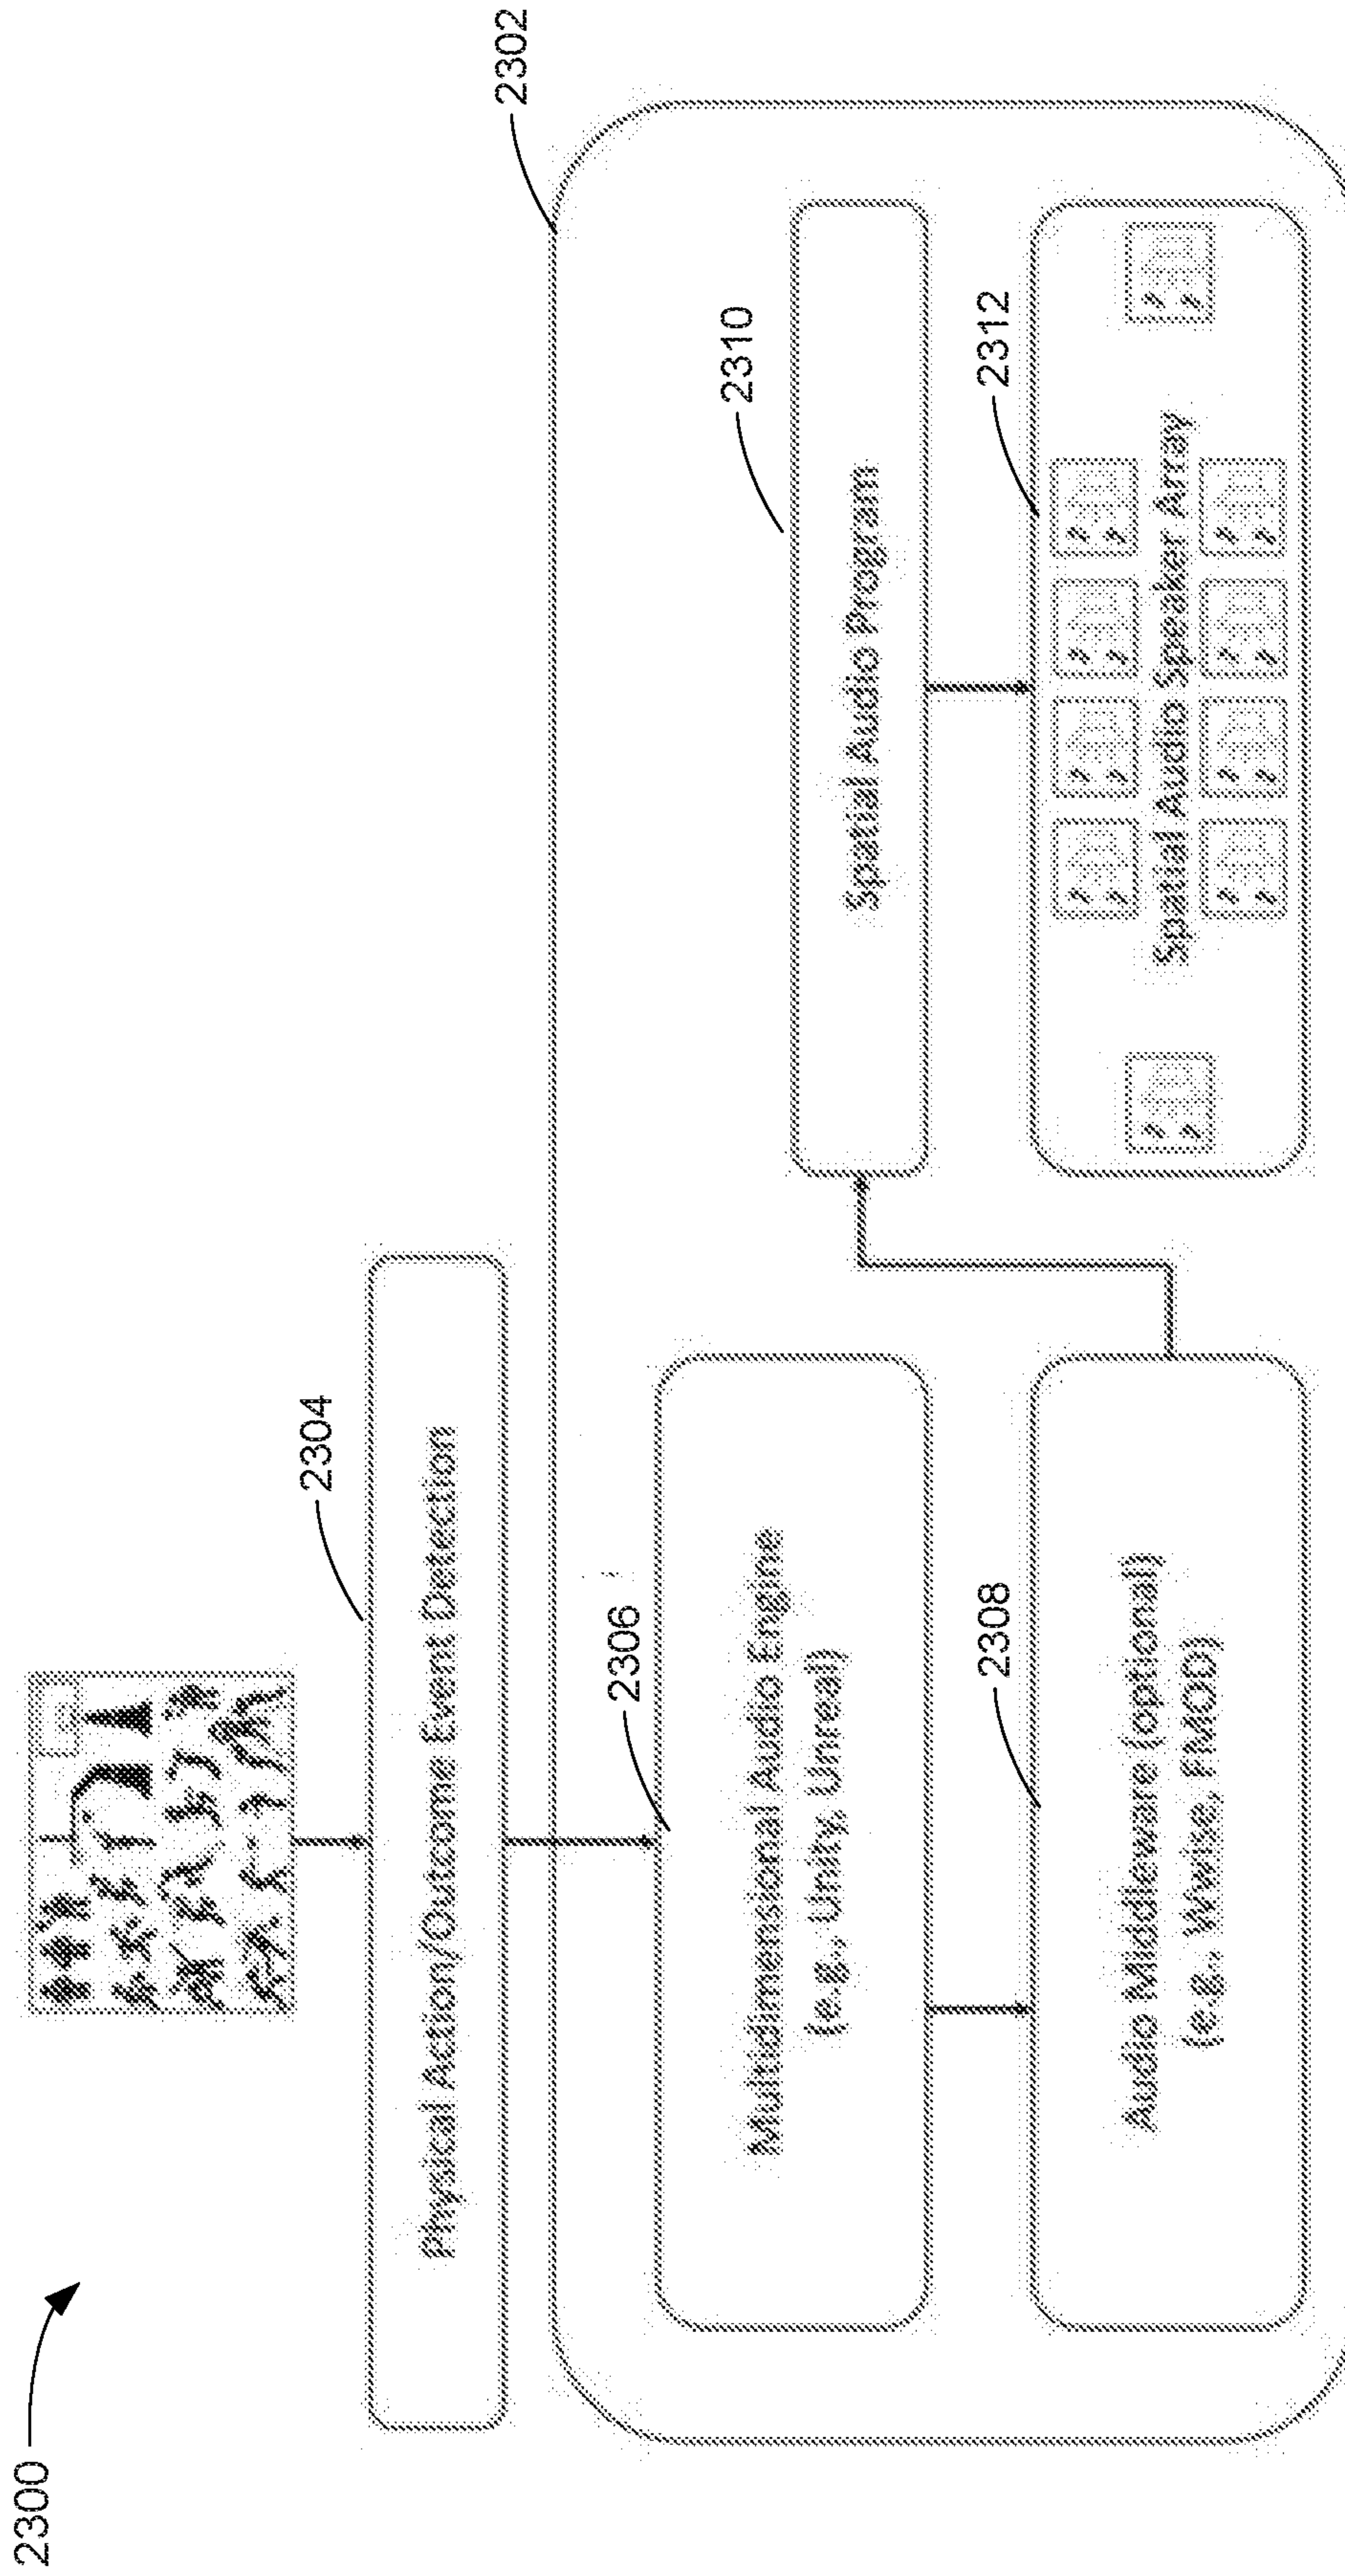 2300
2302
2304
Physical Action/Outcome Event Detection
2306
Multidimensional Audio Engine
(e.g., Unity, Unreal)
2308
Audio Middleware (optional)
(e.g., Wwise, FMOD)
2310
Spatial Audio Program
2312
Spatial Audio Speaker Array